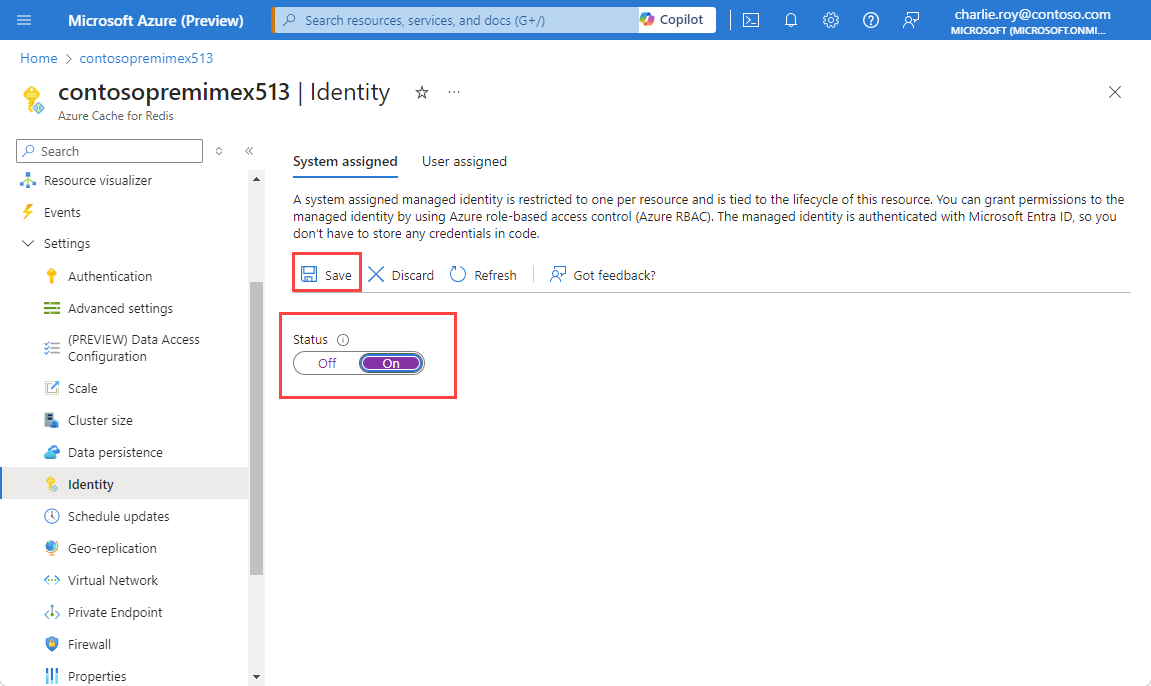 Microsoft Azure (Preview)
Search resources, services, and docs (G+/)
Copilot
charlie.roy@contoso.com
MICROSOFT (MICROSOFT.ONMI...
Home > contosopremimex513
contosopremimex513 | Identity
Azure Cache for Redis
Search
Resource visualizer
Events
Settings
Authentication
Advanced settings
(PREVIEW) Data Access
Configuration
Scale
Cluster size
Data persistence
Identity
Schedule updates
Geo-replication
Virtual Network
Private Endpoint
Firewall
Properties
System assigned User assigned
A system assigned managed identity is restricted to one per resource and is tied to the lifecycle of this resource. You can grant permissions to the
managed identity by using Azure role-based access control (Azure RBAC). The managed identity is authenticated with Microsoft Entra ID, so you
don't have to store any credentials in code.
Save Discard Refresh Got feedback?
Status
Off On